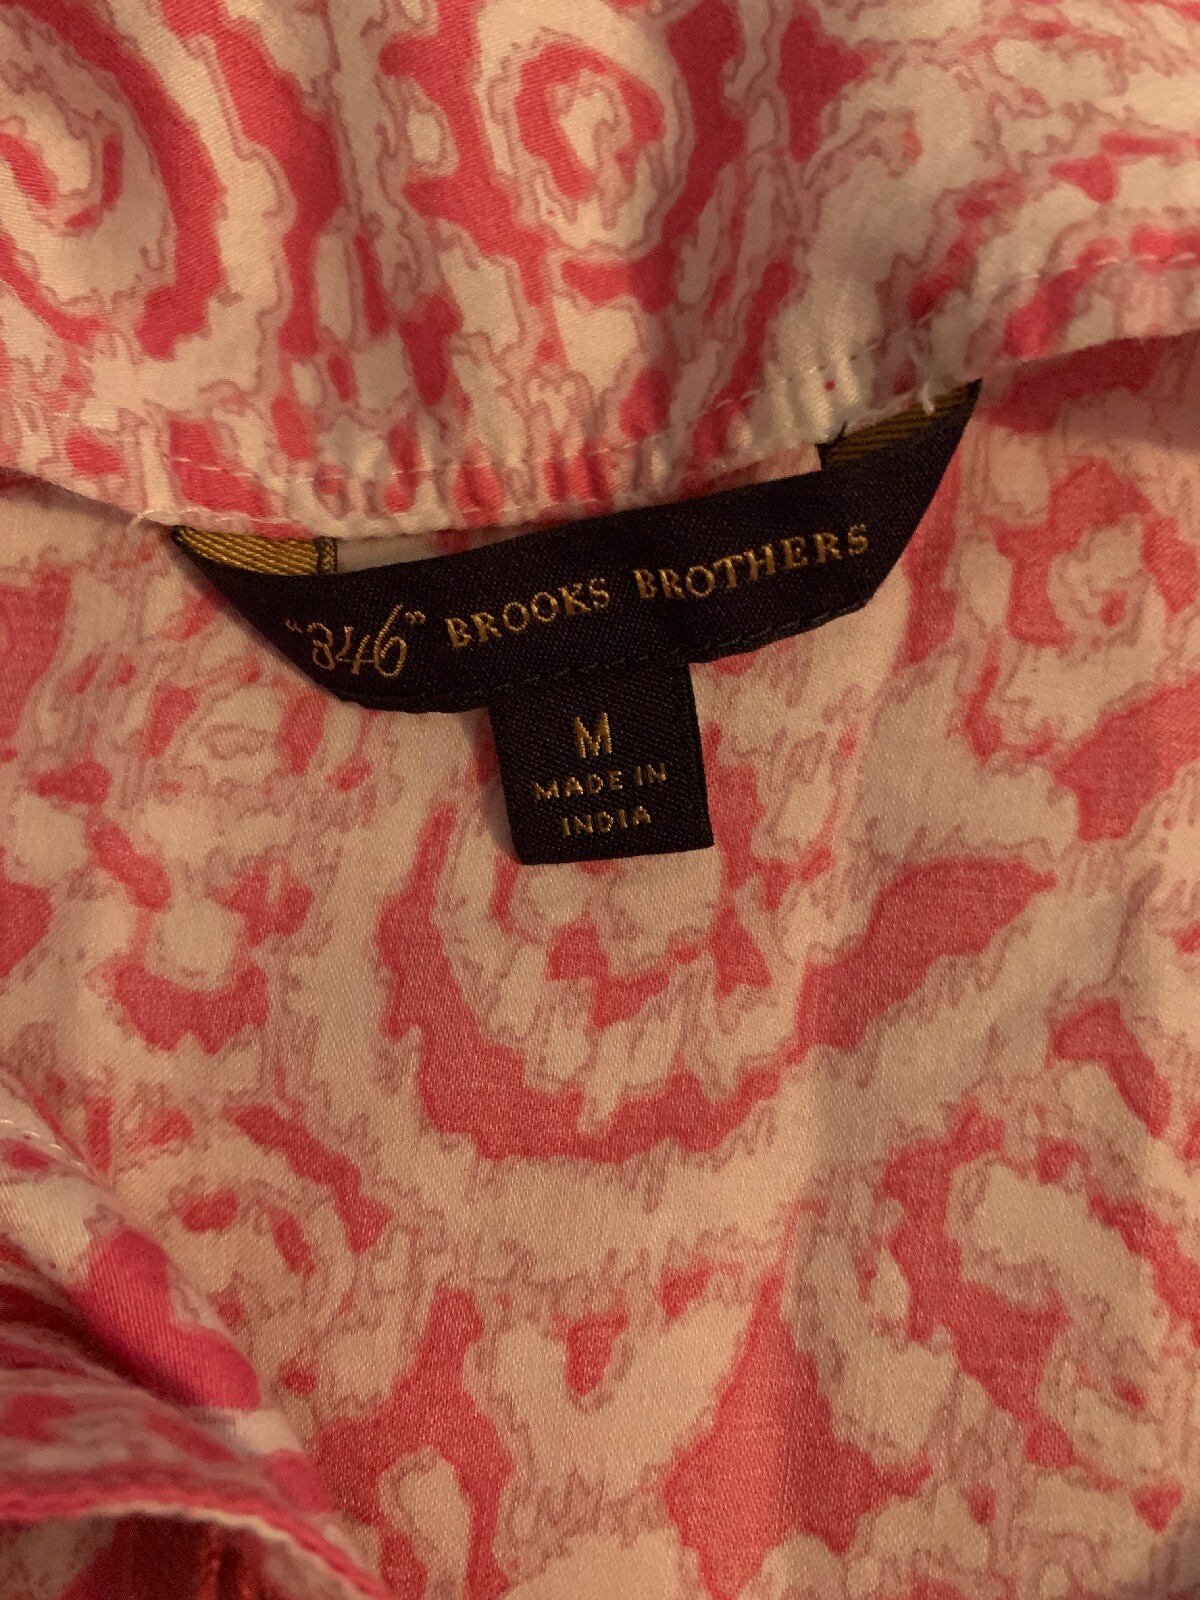 "346" BROOKS BROTHERS
M
MADE IN
INDIA